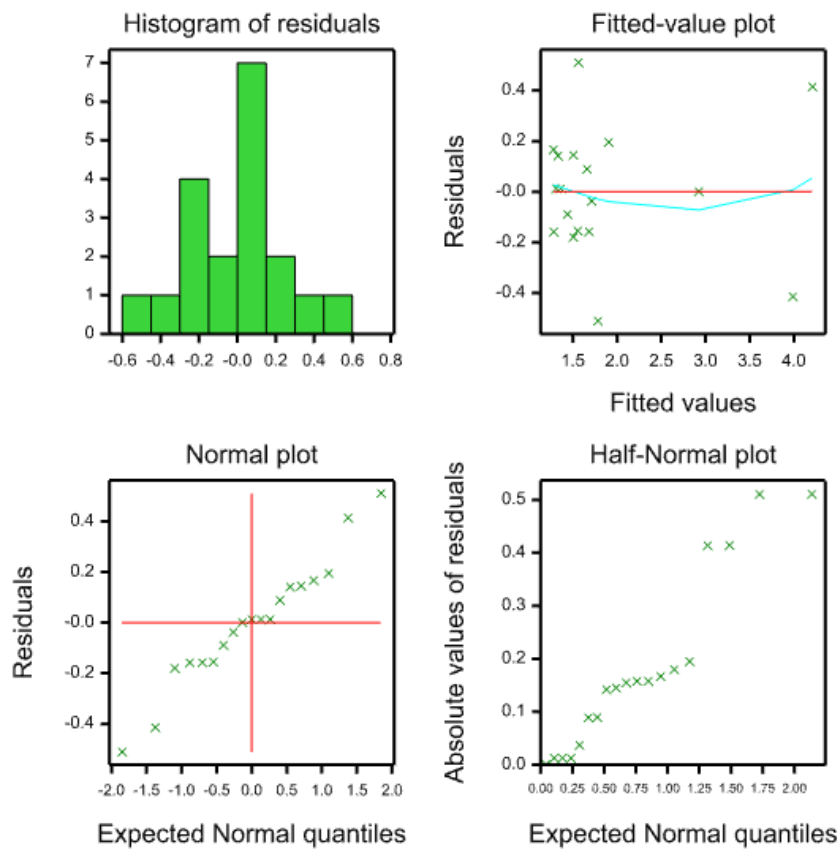 Histogram of residuals
7
6
5
4
3
2
1
0
-0.6 -0.4 -0.2 -0.0 0.2 0.4 0.6 0.8
Fitted-value plot
Residuals
0.4
0.2
-0.0
-0.2
-0.4
1.5 2.0 2.5 3.0 3.5 4.0
Fitted values
Normal plot
Residuals
0.4
0.2
-0.0
-0.2
-0.4
-2.0 -1.5 -1.0 -0.5 0.0 0.5 1.0 1.5 2.0
Expected Normal quantiles
Half-Normal plot
Absolute values of residuals
0.5
0.4
0.3
0.2
0.1
0.0
0.00 0.25 0.50 0.75 1.00 1.25 1.50 1.75 2.00
Expected Normal quantiles